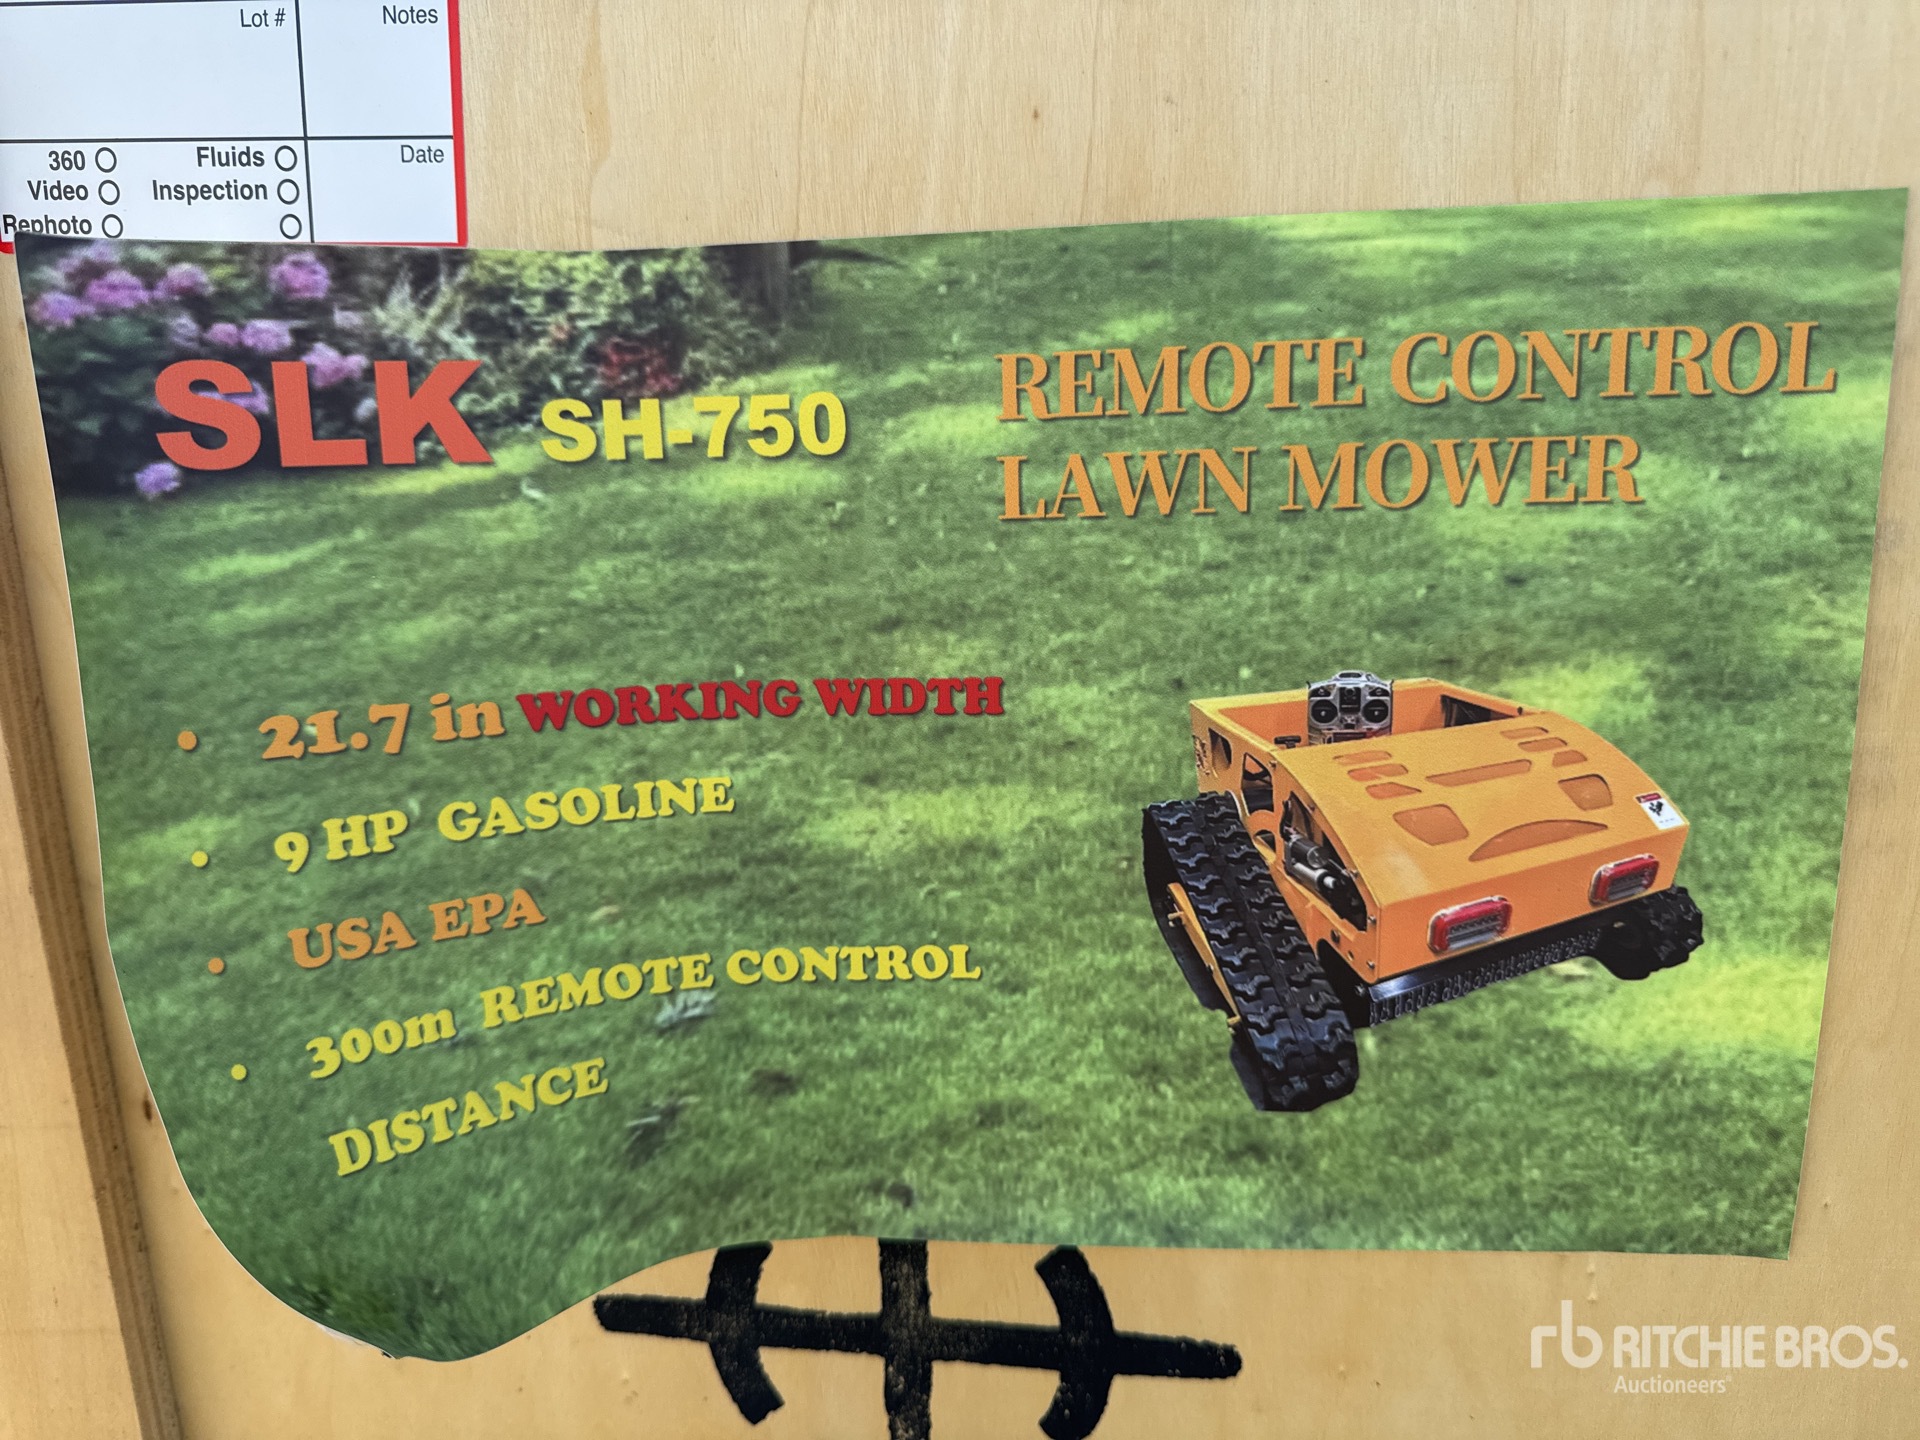 Lot #
Notes
360
Fluids
Date
Video
Inspection
Rephoto
SLK SH-750
REMOTE CONTROL
LAWN MOWER
• 21.7 in WORKING WIDTH
• 9 HP GASOLINE
• USA EPA
• 300m REMOTE CONTROL
DISTANCE
rb RITCHIE BROS.
Auctioneers